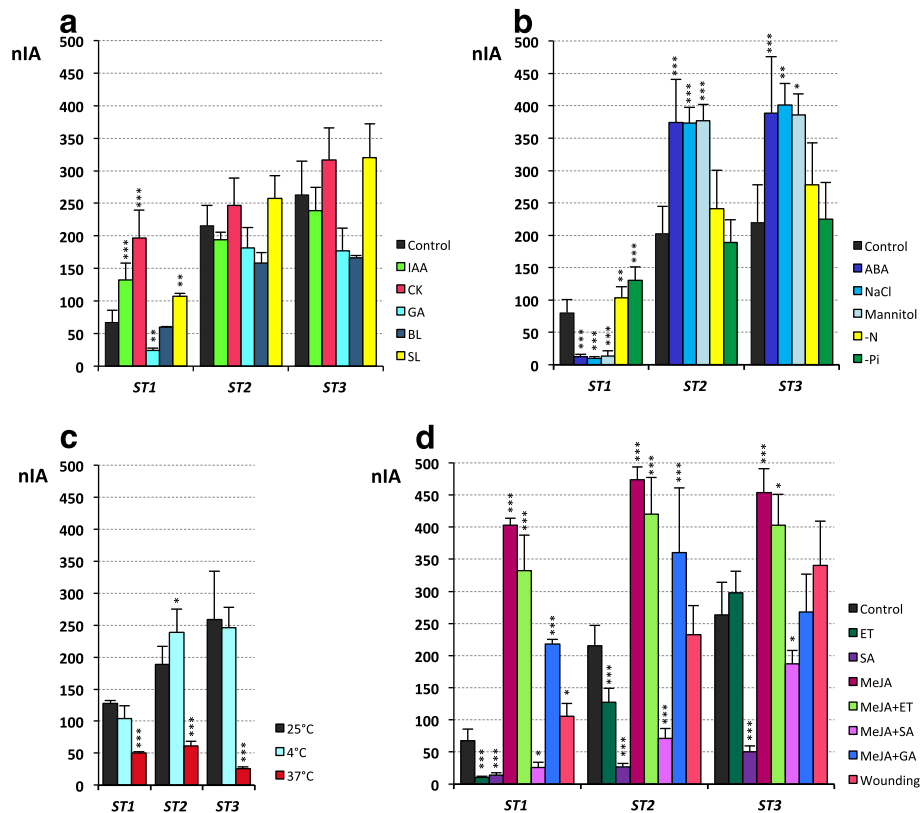 a
nIA
500
450
400
350
300
250
200
150
100
50
0
***
***
**
**
ST1 ST2 ST3
Control
IAA
CK
GA
BL
SL
b
nIA
500
450
400
350
300
250
200
150
100
50
0
***
***
***
**
***
***
***
***
***
**
*
ST1 ST2 ST3
Control
ABA
NaCl
Mannitol
-N
-Pi
c
nIA
500
450
400
350
300
250
200
150
100
50
0
***
*
***
***
ST1 ST2 ST3
25°C
4°C
37°C
d
nIA
500
450
400
350
300
250
200
150
100
50
0
***
***
***
***
*
***
*
***
***
***
***
***
***
***
***
*
*
ST1 ST2 ST3
Control
ET
SA
MeJA
MeJA+ET
MeJA+SA
MeJA+GA
Wounding